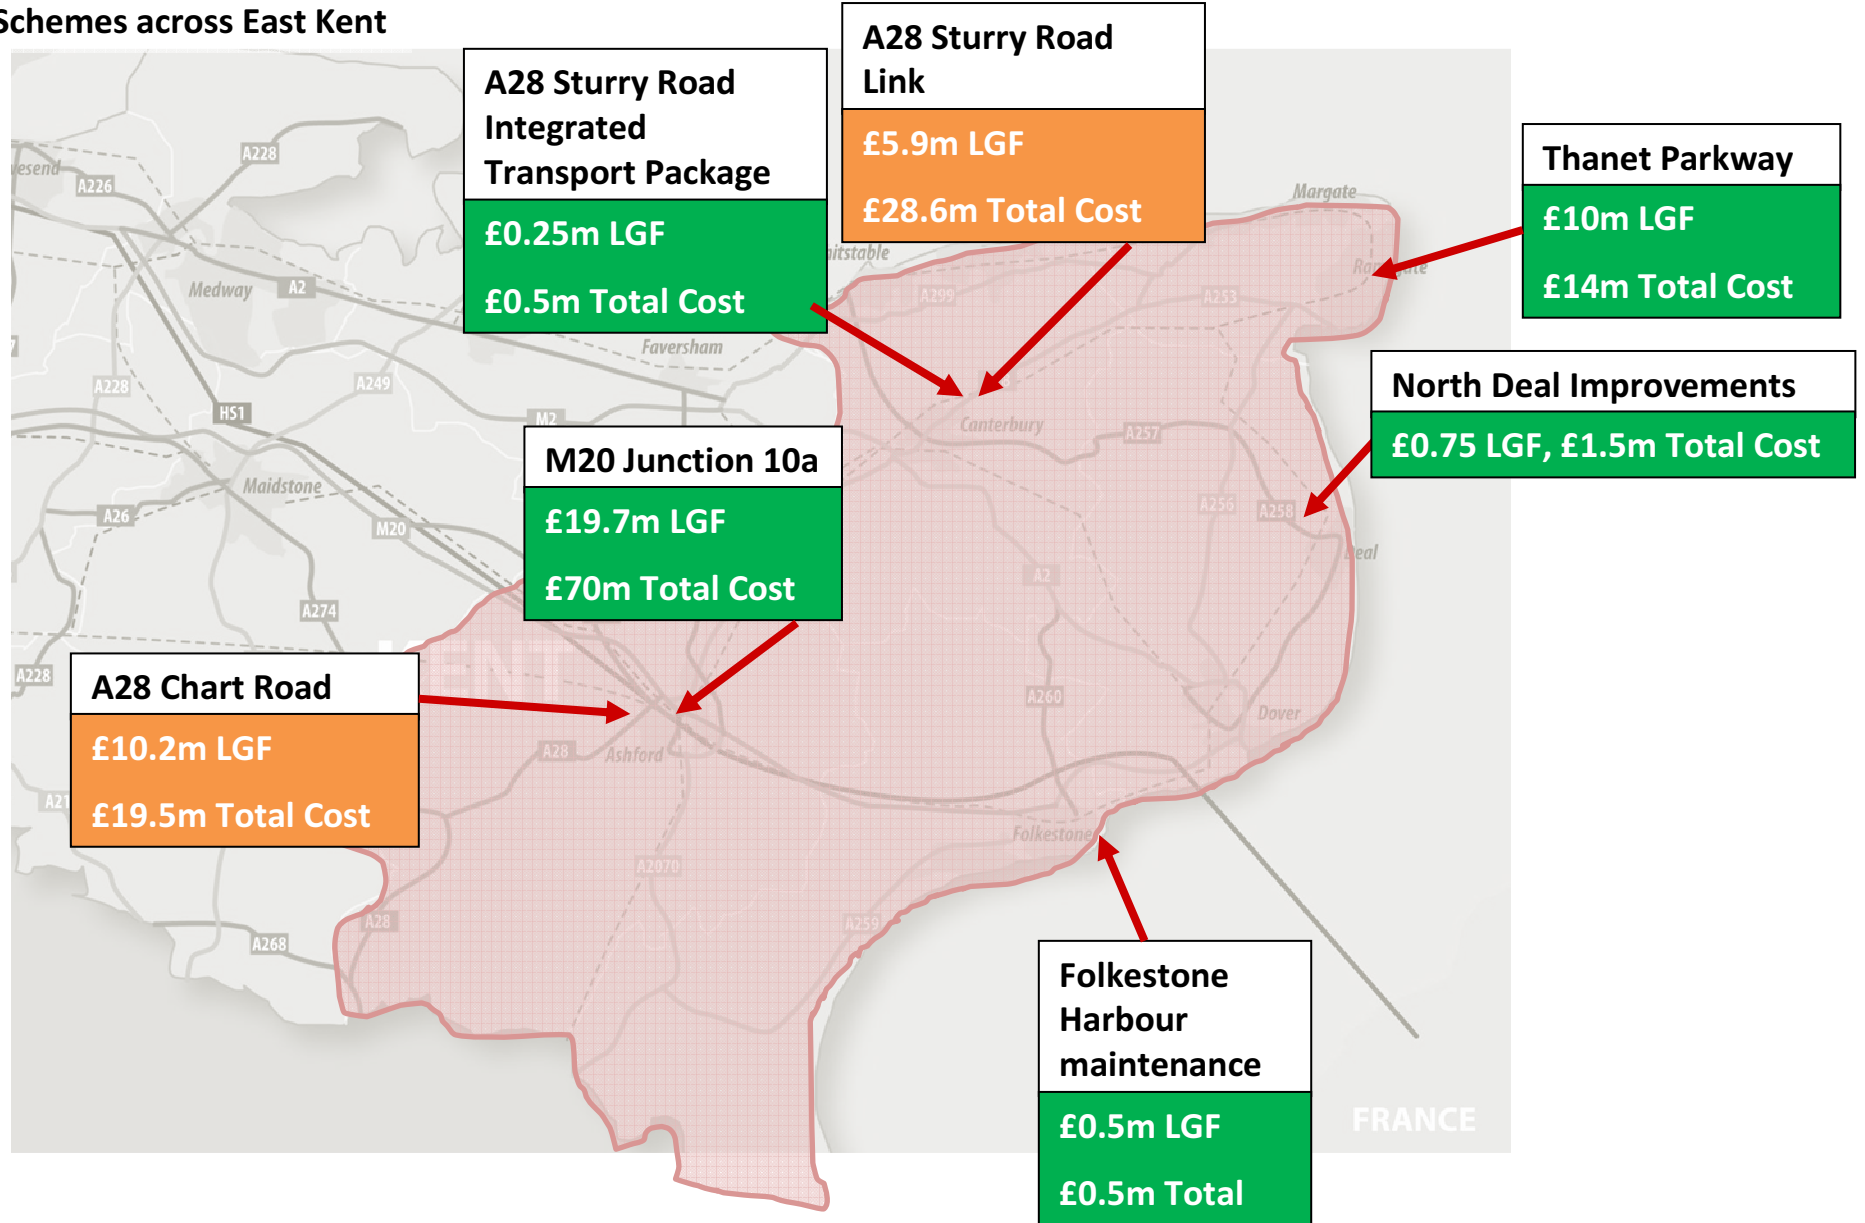 Schemes across East Kent
A28 Sturry Road
Integrated
Transport Package
£0.25m LGF
£0.5m Total Cost
A28 Sturry Road
Link
£5.9m LGF
£28.6m Total Cost
Thanet Parkway
£10m LGF
£14m Total Cost
North Deal Improvements
£0.75 LGF, £1.5m Total Cost
M20 Junction 10a
£19.7m LGF
£70m Total Cost
A28 Chart Road
£10.2m LGF
£19.5m Total Cost
Folkestone
Harbour
maintenance
£0.5m LGF
£0.5m Total
A228
A226
Medway
A2
Margate
A299
A253
Faversham
A228
A249
HS1
M2
Canterbury
A257
Maidstone
A26
M20
A256
A258
Deal
A2
A274
KENT
A228
A260
Dover
A28
Ashford
A21
Folkestone
A2070
A28
A259
A268
FRANCE